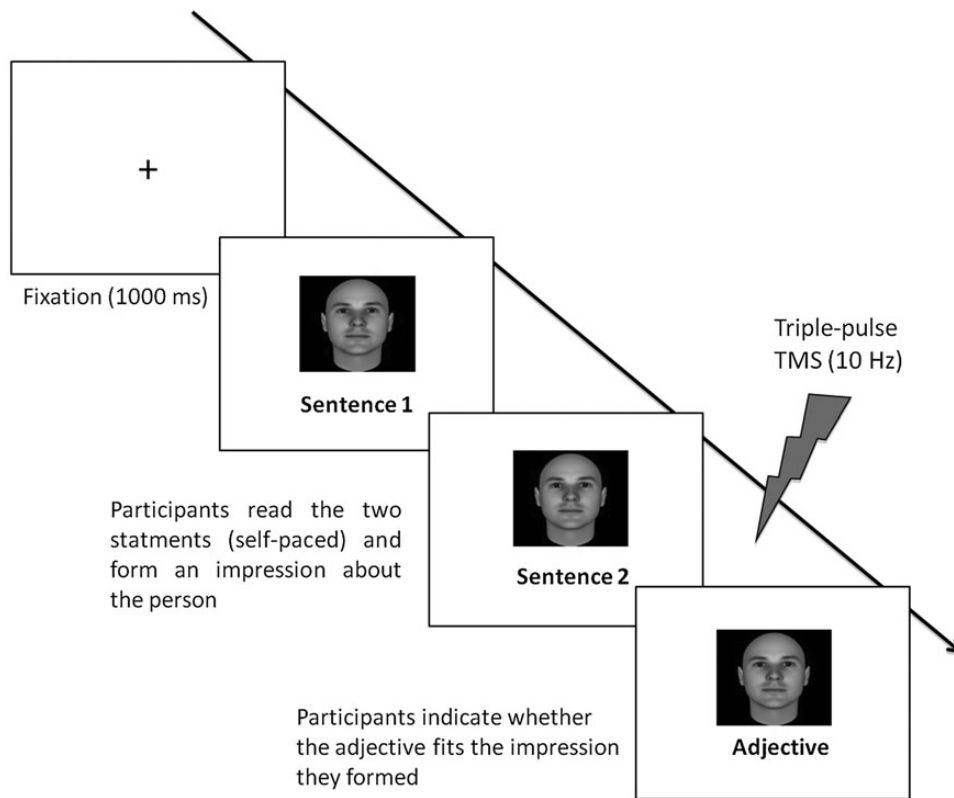 +
Fixation (1000 ms)
Sentence 1
Triple-pulse
TMS (10 Hz)
Participants read the two
statments (self-paced) and
form an impression about
the person
Sentence 2
Participants indicate whether
the adjective fits the impression
they formed
Adjective